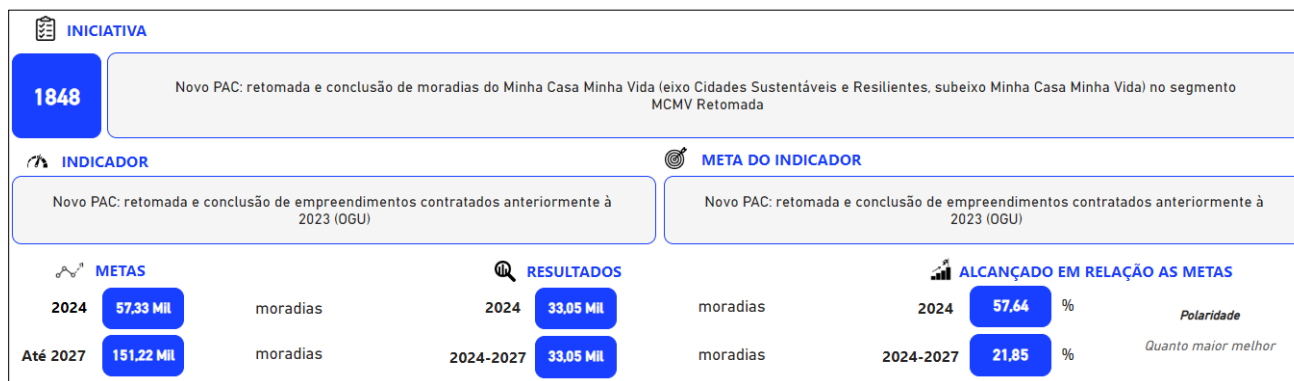 INICIATIVA
1848
Novo PAC: retomada e conclusão de moradias do Minha Casa Minha Vida (eixo Cidades Sustentáveis e Resilientes, subeixo Minha Casa Minha Vida) no segmento
MCMV Retomada
INDICADOR
META DO INDICADOR
Novo PAC: retomada e conclusão de empreendimentos contratados anteriormente à
2023 (OGU)
Novo PAC: retomada e conclusão de empreendimentos contratados anteriormente à
2023 (OGU)
METAS
RESULTADOS
ALCANÇADO EM RELAÇÃO AS METAS
2024 57,33 Mil moradias 2024 33,05 Mil moradias 2024 57,64 % Polaridade
Até 2027 151,22 Mil moradias 2024-2027 33,05 Mil moradias 2024-2027 21,85 % Quanto maior melhor